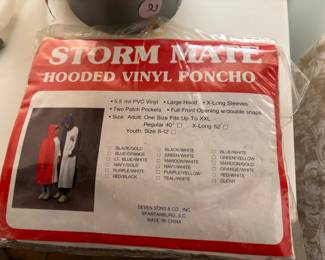 STORM MATE
HOODED VINYL PONCHO
• 5.5 mil PVC Vinyl • Large Hood • X-Long Sleeves
• Two Patch Pockets • Full Front Opening w/double snaps
• Size: Adult: One Size Fits Up To XXL -
Regular 40" X-Long 52"
Youth: Size 8-12
BLACK/GOLD BLACK/WHITE BLUE/WHITE
BLUE/ORANGE GREEN/WHITE GREEN/YELLOW
LT. BLUE/WHITE MAROON/WHITE MAROON/GOLD
NAVY/GOLD NAVY/WHITE ORANGE/WHITE
PURPLE/WHITE PURPLE/YELLOW RED/WHITE
RED/BLACK TEAL/WHITE CLEAR
SEVEN SONS & CO., INC.
SPARTANBURG, S.C.
MADE IN CHINA